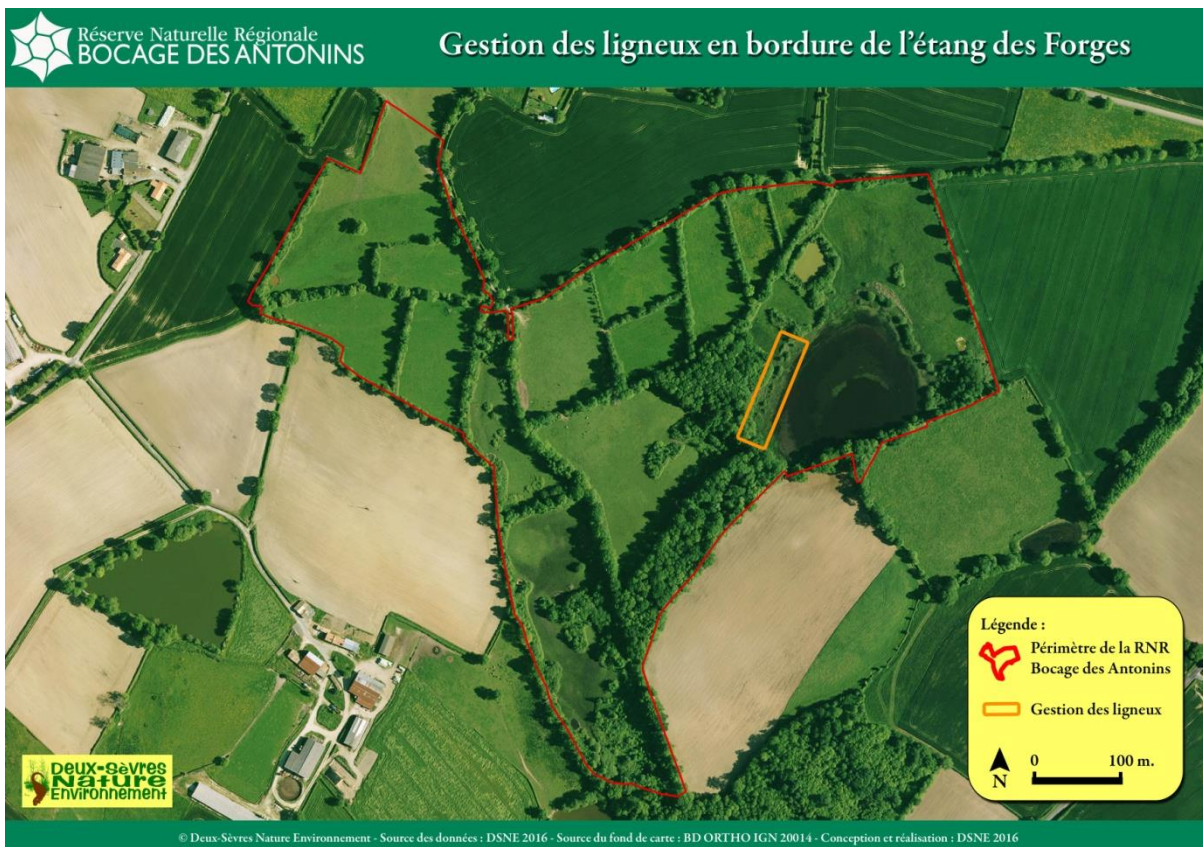 Réserve Naturelle Régionale
BOCAGE DES ANTONINS
Gestion des ligneux en bordure de l'étang des Forges
Légende :
Périmètre de la RNR
Bocage des Antonins
Gestion des ligneux
N
0 100 m.
Deux-Sèvres
Nature
Environnement
© Deux-Sèvres Nature Environnement - Source des données : DSNE 2016 - Source du fond de carte : BD ORTHO IGN 20014 - Conception et réalisation : DSNE 2016